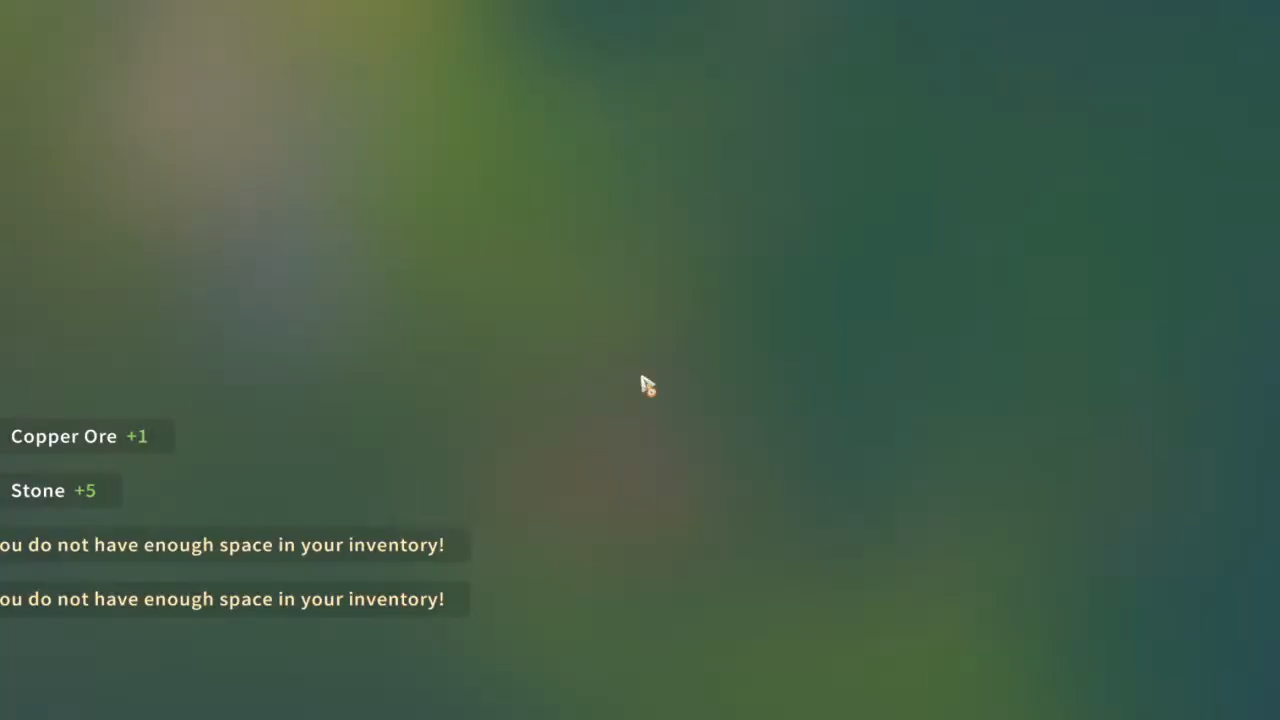 Copper Ore +1
Stone +5
ou do not have enough space in your inventory!
ou do not have enough space in your inventory!